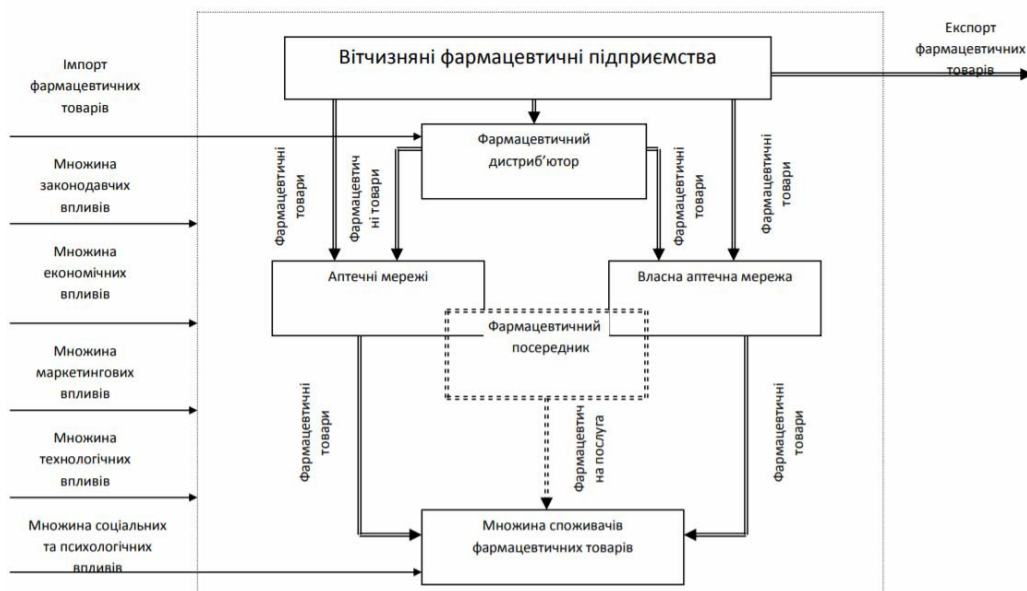 Експорт
фармацевтичних
товарів
Вітчизняні фармацевтичні підприємства
Імпорт
фармацевтичних
товарів
Фармацевтичний
дистриб’ютор
Множина
законодавчих
впливів
Фармацевтичні
товари
Фармацевтич
ні товари
Фармацевтичні
товари
Фармацевтичні
товари
Множина
економічних
впливів
Аптечні мережі
Власна аптечна мережа
Фармацевтичний
посередник
Множина
маркетингових
впливів
Фармацевтичні
товари
Фармацевтич
на послуга
Фармацевтичні
товари
Множина
технологічних
впливів
Множина соціальних
та психологічних
впливів
Множина споживачів
фармацевтичних товарів